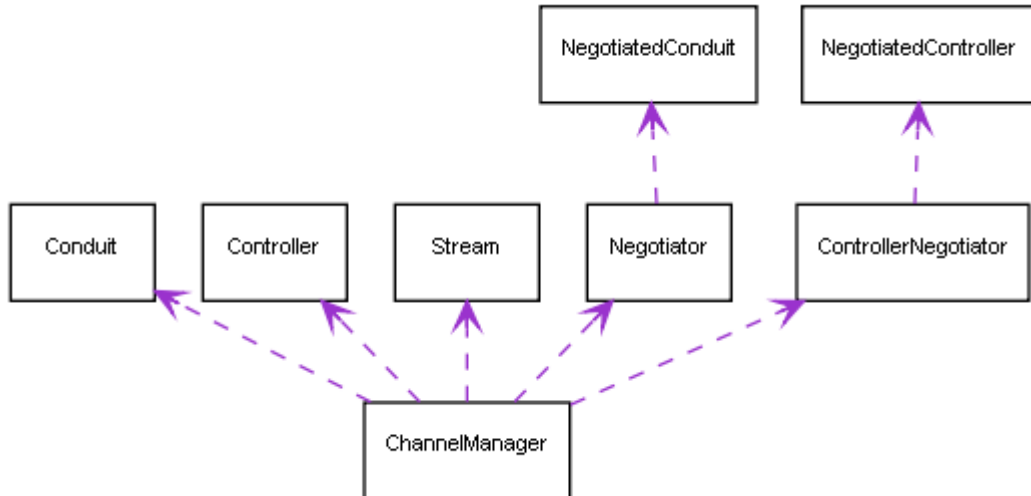 NegotiatedConduit
NegotiatedController
Conduit
Controller
Stream
Negotiator
ControllerNegotiator
ChannelManager